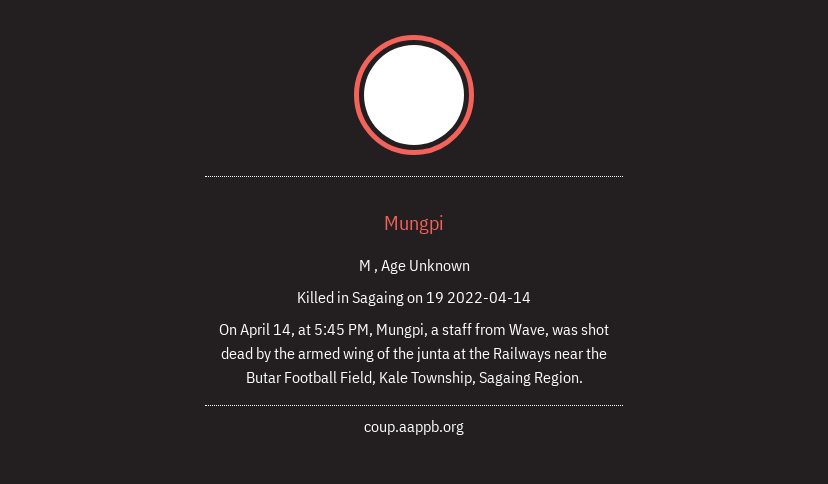 Mungpi
M , Age Unknown
Killed in Sagaing on 19 2022-04-14
On April 14, at 5:45 PM, Mungpi, a staff from Wave, was shot
dead by the armed wing of the junta at the Railways near the
Butar Football Field, Kale Township, Sagaing Region.
coup.aappb.org